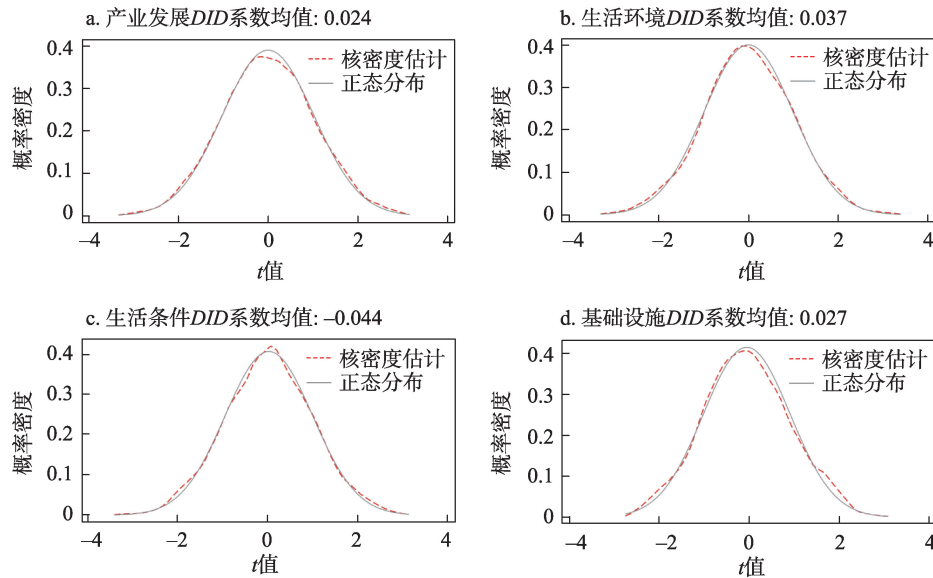 a. 产业发展DID系数均值: 0.024
0.4
0.3
0.2
0.1
0
概率密度
核密度估计
正态分布
–4 –2 0 2 4
t值
b. 生活环境DID系数均值: 0.037
0.4
0.3
0.2
0.1
0
概率密度
核密度估计
正态分布
–4 –2 0 2 4
t值
c. 生活条件DID系数均值: –0.044
0.4
0.3
0.2
0.1
0
概率密度
核密度估计
正态分布
–4 –2 0 2 4
t值
d. 基础设施DID系数均值: 0.027
0.4
0.3
0.2
0.1
0
概率密度
核密度估计
正态分布
–4 –2 0 2 4
t值